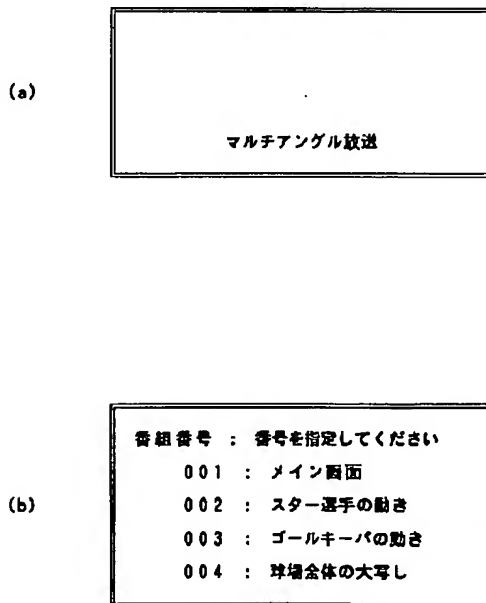 (a)
マルチアングル放送
(b)
番組番号 : 番号を指定してください
001 : メイン画面
002 : スター選手の動き
003 : ゴールキーパの動き
004 : 球場全体の大写し